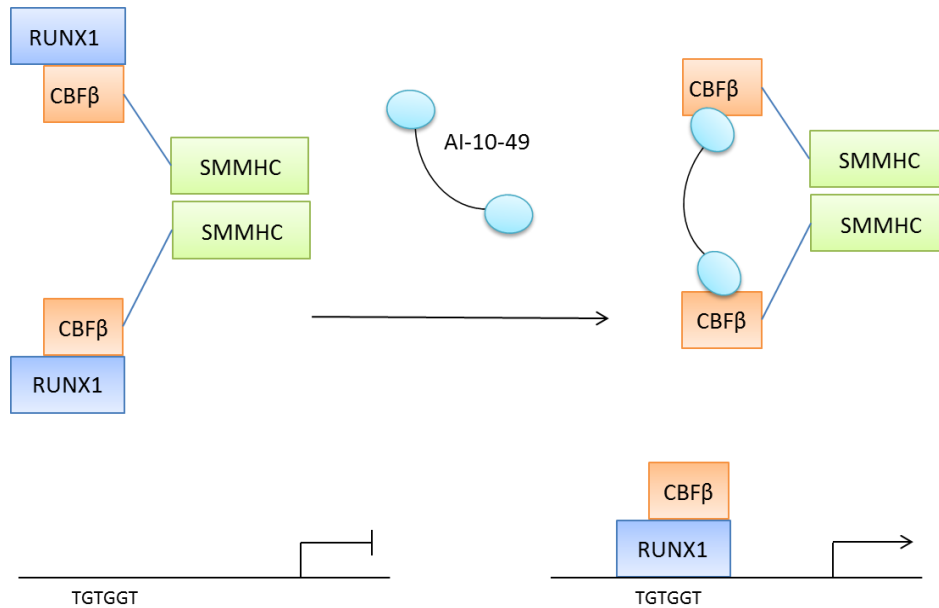 RUNX1
CBFβ
SMMHC
SMMHC
CBFβ
RUNX1
AI-10-49
CBFβ
SMMHC
SMMHC
CBFβ
TGTGGT
CBFβ
RUNX1
TGTGGT